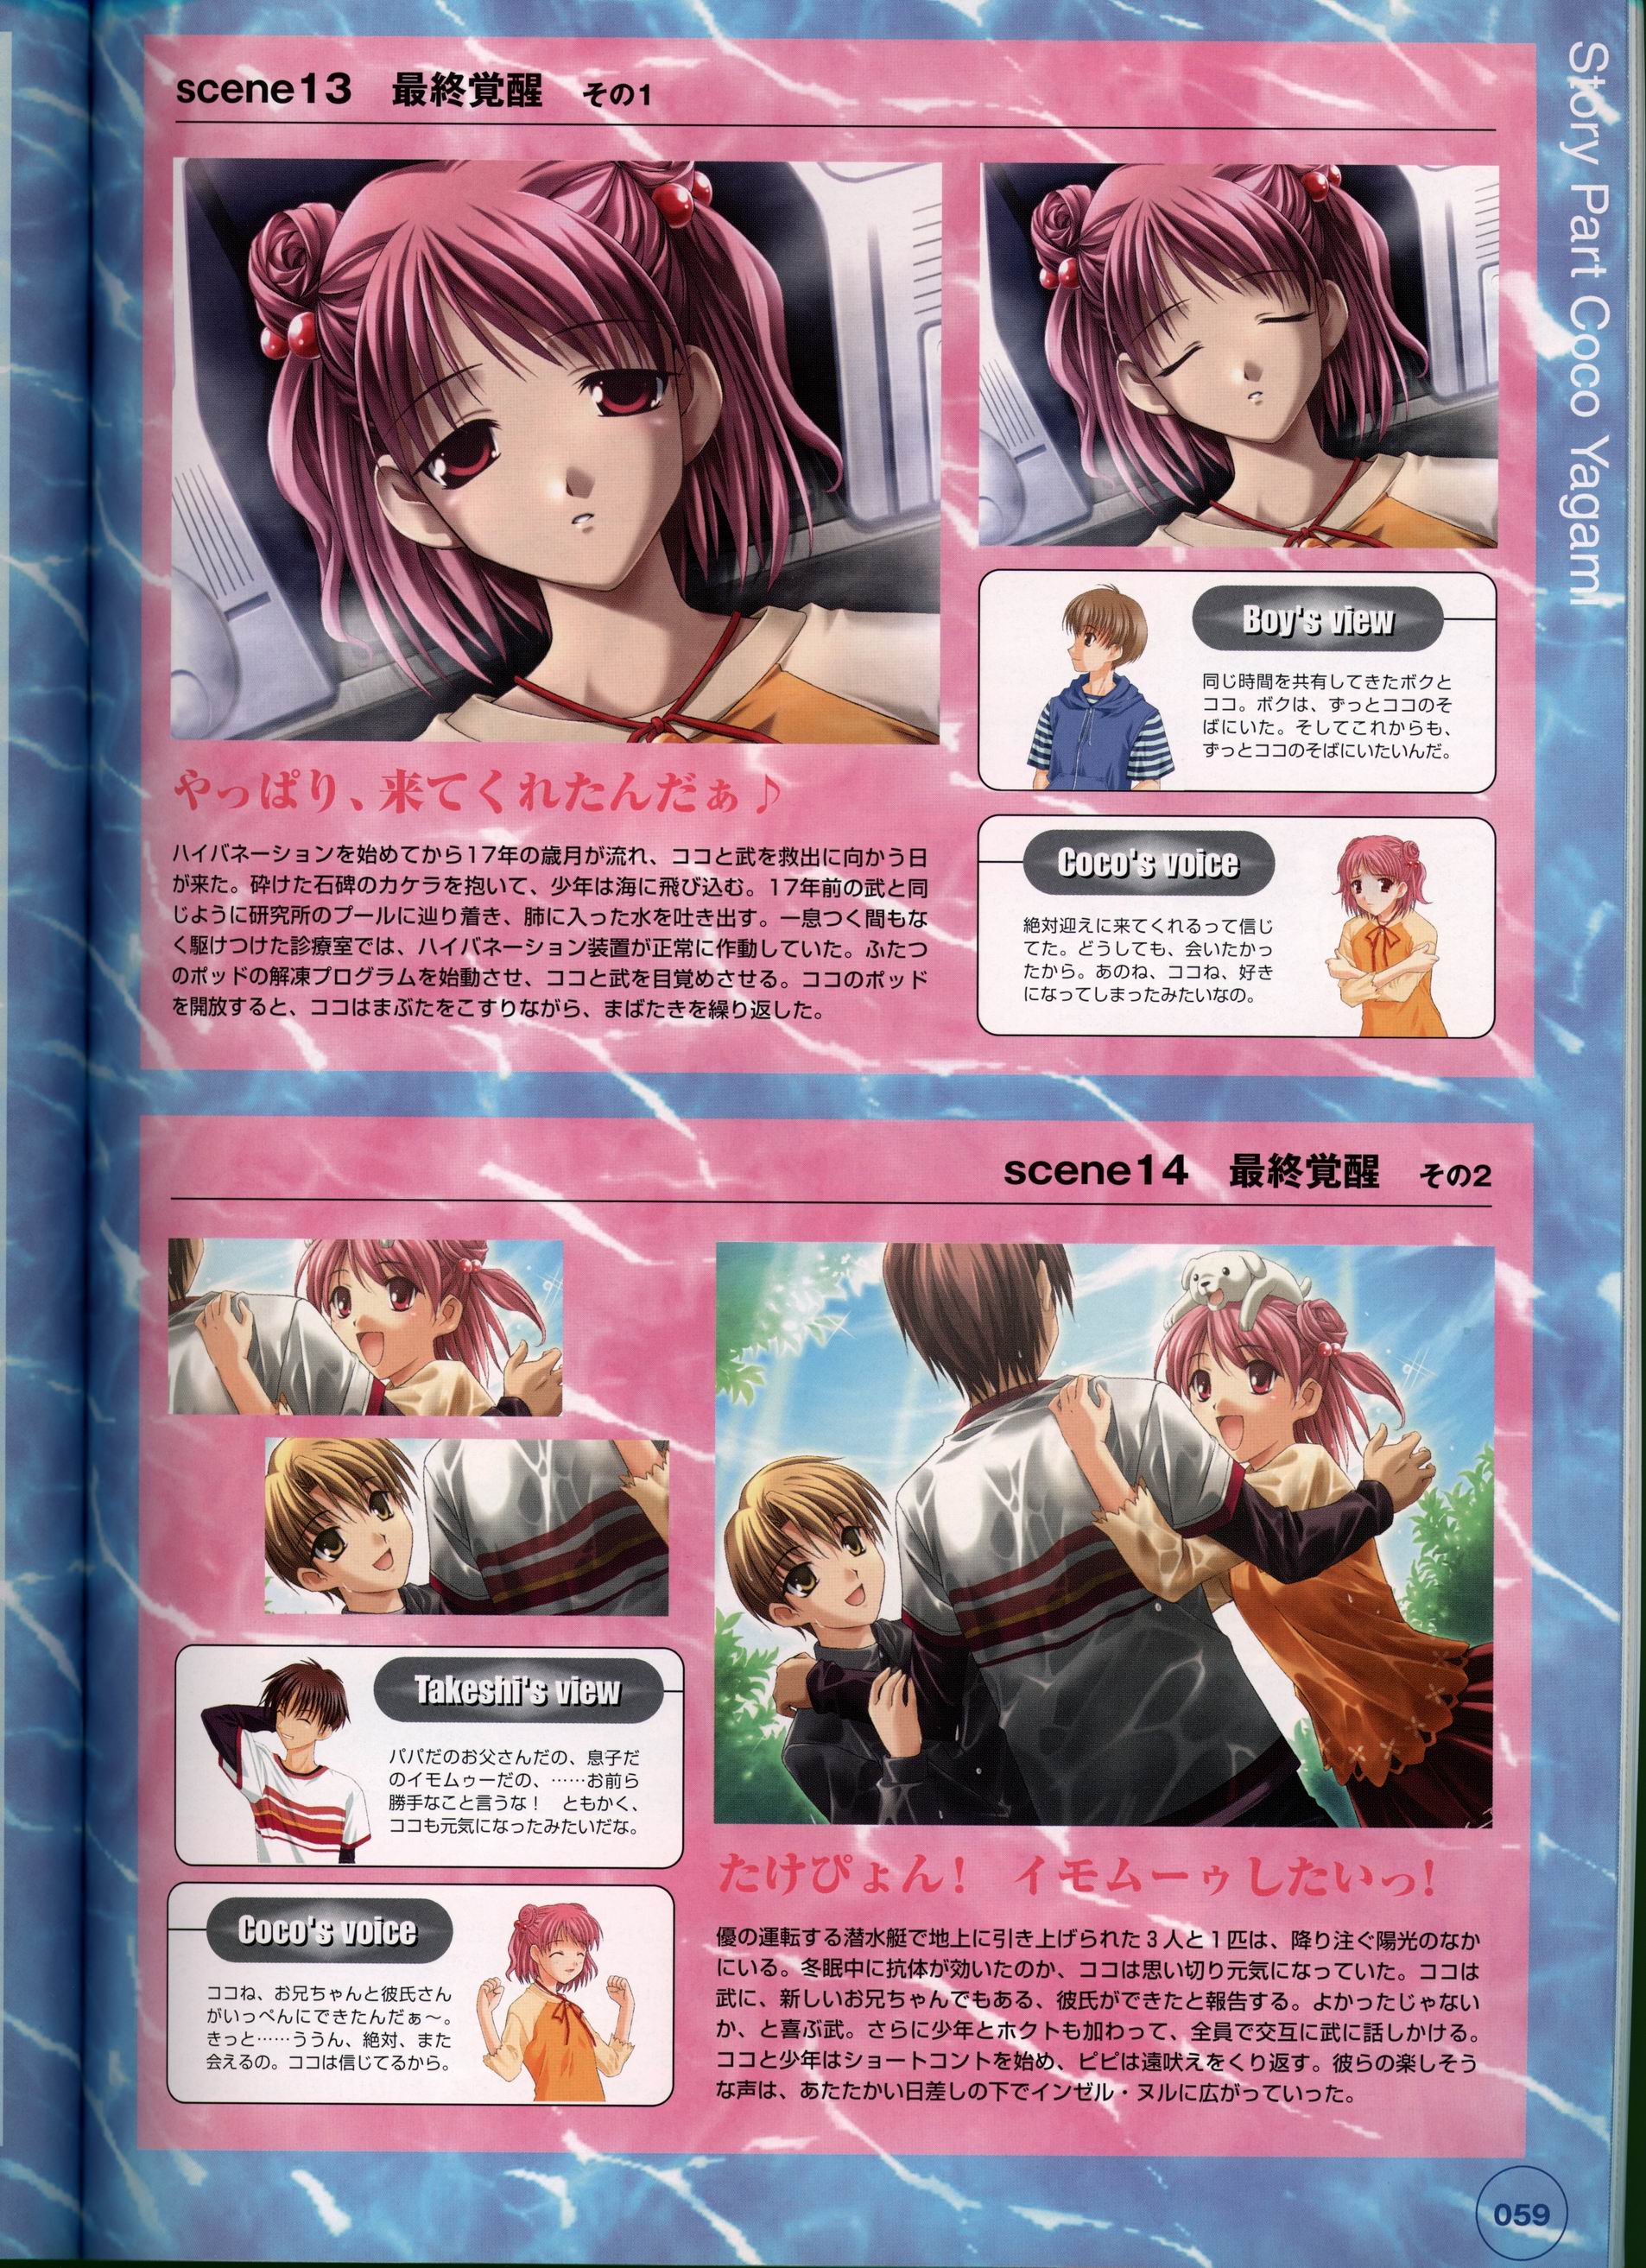 Story Part Coco Yagami
scene13 最終覚醒 その1
やっぱり、来てくれたんだぁ♪
ハイバネーションを始めてから17年の歳月が流れ、ココと武を救出に向かう日
が来た。砕けた石碑のカケラを抱いて、少年は海に飛び込む。17年前の武と同
じように研究所のプールに辿り着き、肺に入った水を吐き出す。一息つく間もな
く駆けつけた診療室では、ハイバネーション装置が正常に作動していた。ふたつ
のポッドの解凍プログラムを始動させ、ココと武を目覚めさせる。ココのポッド
を開放すると、ココはまぶたをこすりながら、まばたきを繰り返した。
Boy's view
同じ時間を共有してきたボクと
ココ。ボクは、ずっとココのそ
ばにいた。そしてこれからも、
ずっとココのそばにいたいんだ。
Coco's voice
絶対迎えに来てくれるって信じ
てた。どうしても、会いたかっ
たから。あのね、ココね、好き
になってしまったみたいなの。
scene14 最終覚醒 その2
Takeshi's view
パパだのお父さんだの、息子だ
のイモムゥーだの、……お前ら
勝手なこと言うな！ ともかく、
ココも元気になったみたいだな。
Coco's voice
ココね、お兄ちゃんと彼氏さん
がいっぺんにできたんだぁ〜。
きっと……ううん、絶対、また
会えるの。ココは信じてるから。
たけぴょん！ イモムーゥしたいっ！
優の運転する潜水艇で地上に引き上げられた3人と1匹は、降り注ぐ陽光のなか
にいる。冬眠中に抗体が効いたのか、ココは思い切り元気になっていた。ココは
武に、新しいお兄ちゃんでもある、彼氏ができたと報告する。よかったじゃない
か、と喜ぶ武。さらに少年とホクトも加わって、全員で交互に武に話しかける。
ココと少年はショートコントを始め、ピピは遠吠えをくり返す。彼らの楽しそう
な声は、あたたかい日差しの下でインゼル・ヌルに広がっていった。
059